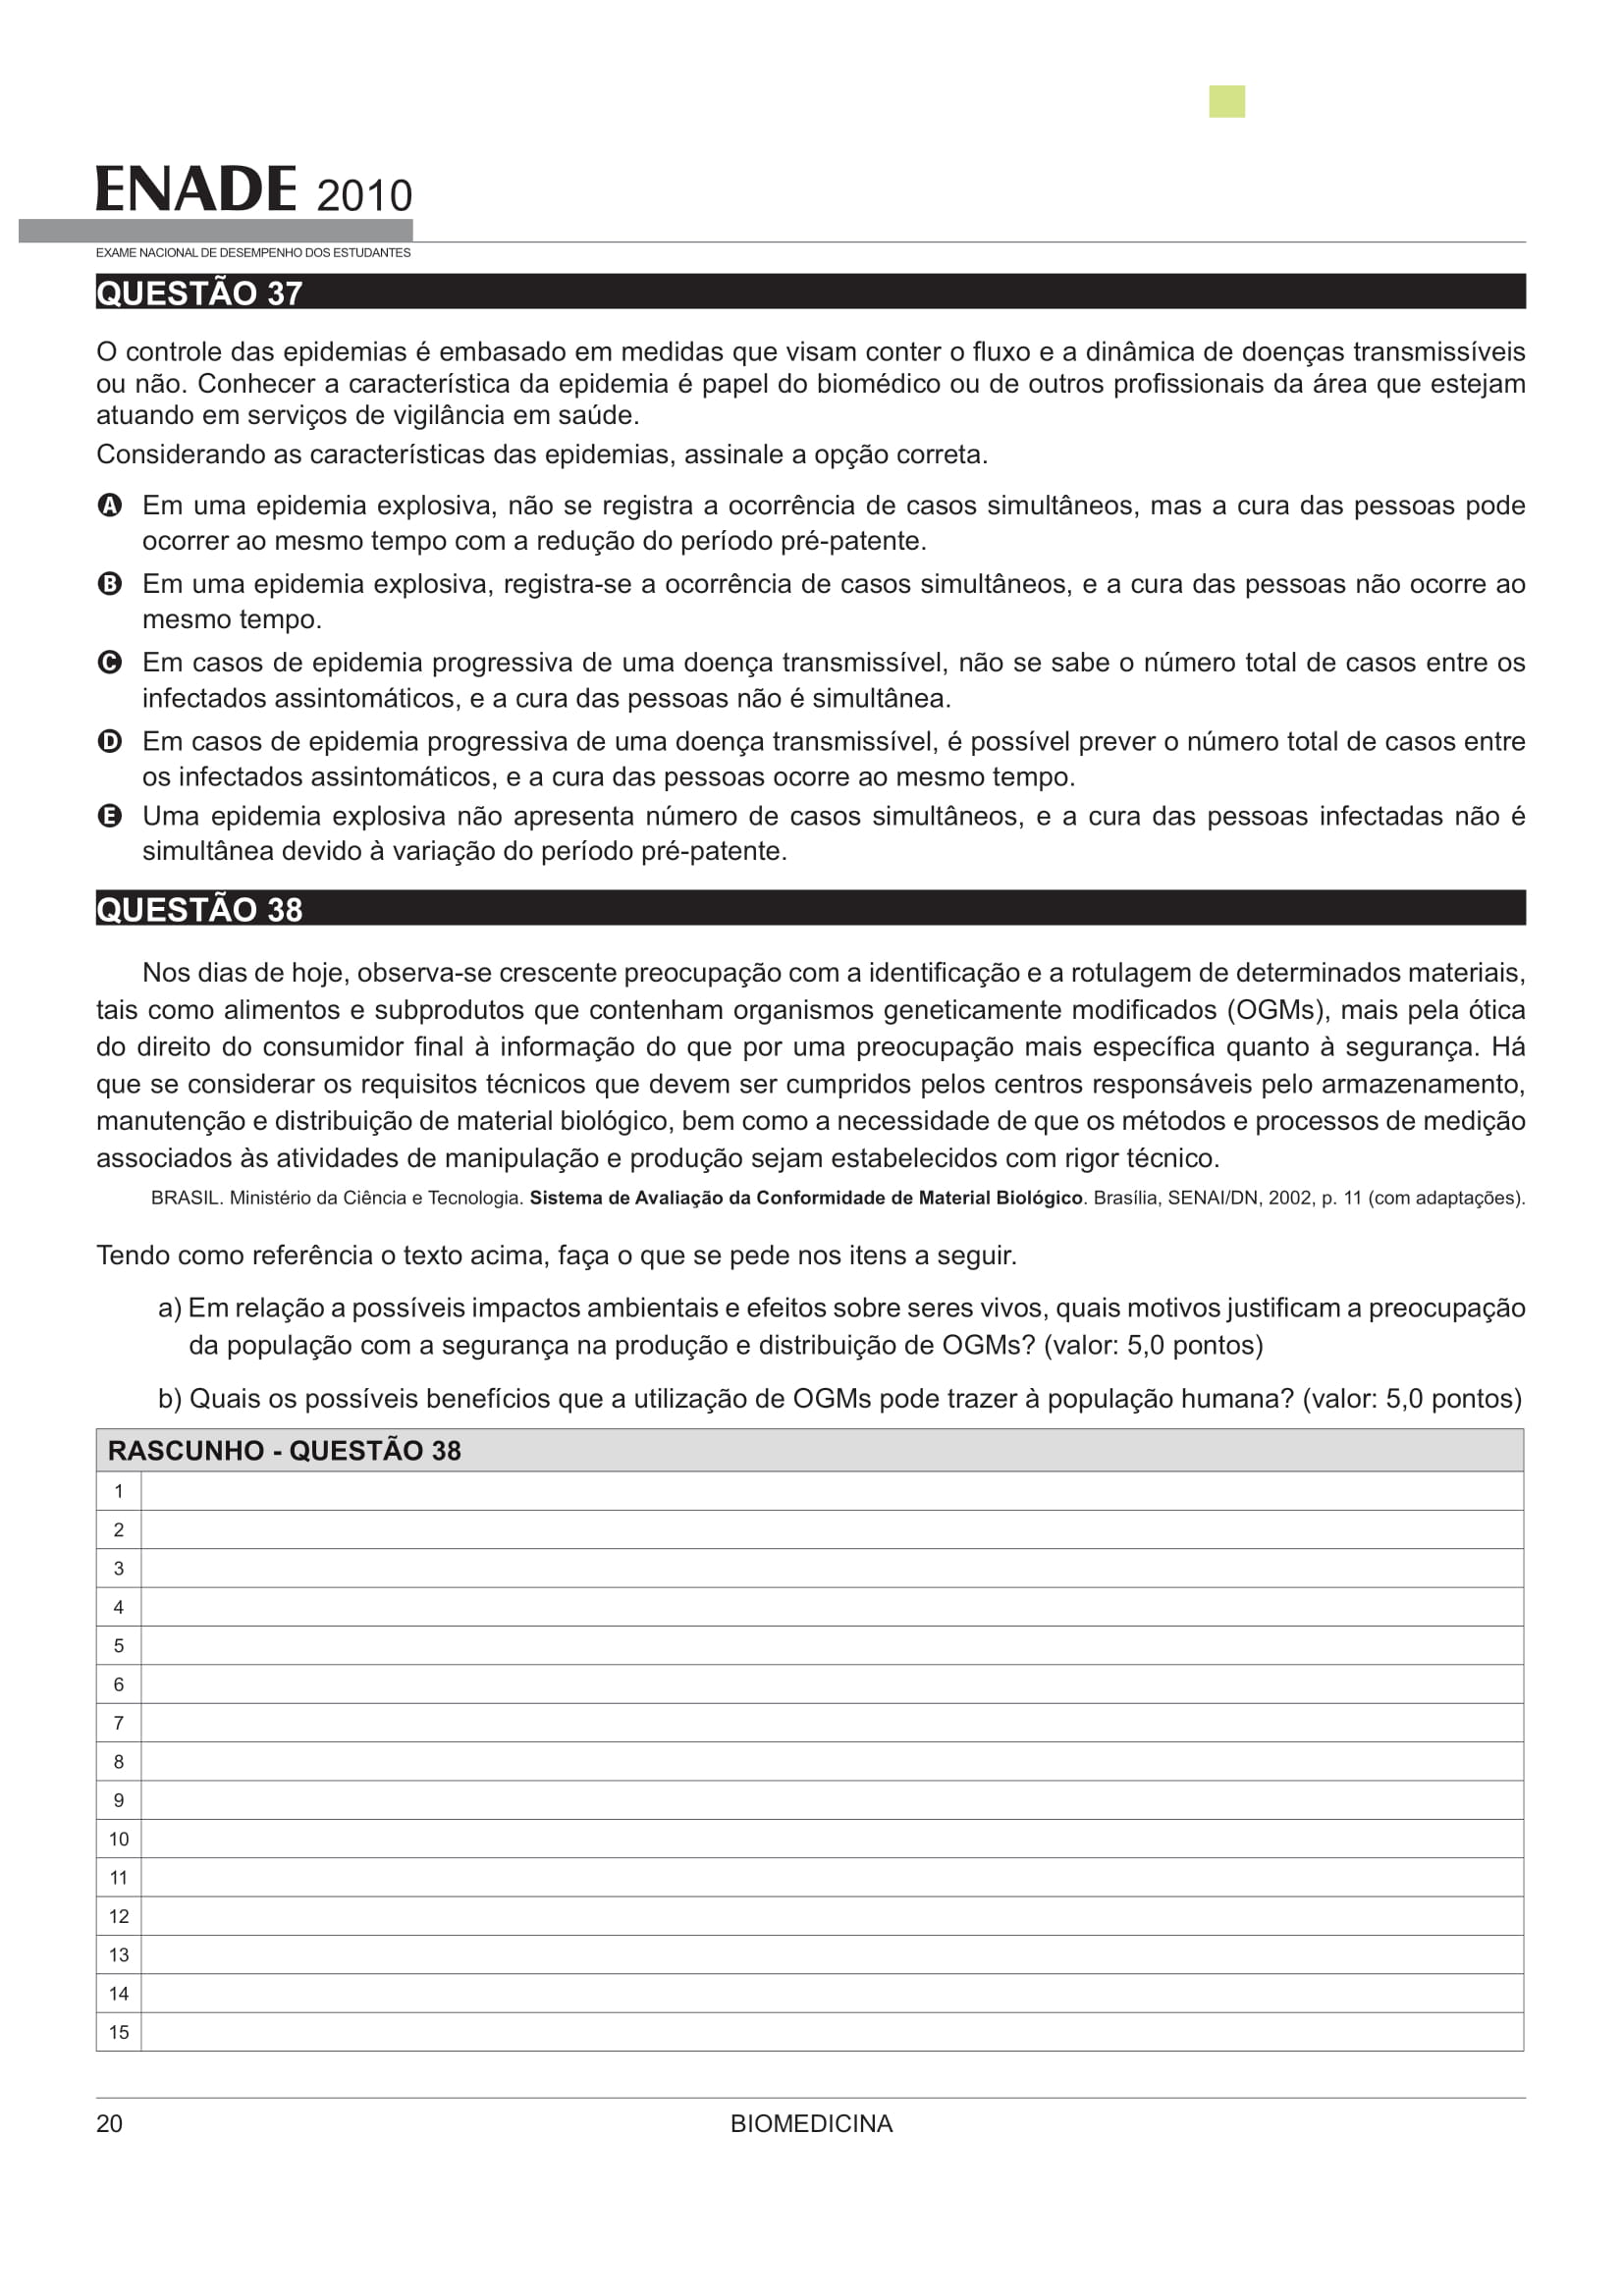 ENADE 2010
EXAME NACIONAL DE DESEMPENHO DOS ESTUDANTES
QUESTÃO 37
O controle das epidemias é embasado em medidas que visam conter o fluxo e a dinâmica de doenças transmissíveis
ou não. Conhecer a característica da epidemia é papel do biomédico ou de outros profissionais da área que estejam
atuando em serviços de vigilância em saúde.
Considerando as características das epidemias, assinale a opção correta.
A Em uma epidemia explosiva, não se registra a ocorrência de casos simultâneos, mas a cura das pessoas pode
ocorrer ao mesmo tempo com a redução do período pré-patente.
B Em uma epidemia explosiva, registra-se a ocorrência de casos simultâneos, e a cura das pessoas não ocorre ao
mesmo tempo.
C Em casos de epidemia progressiva de uma doença transmissível, não se sabe o número total de casos entre os
infectados assintomáticos, e a cura das pessoas não é simultânea.
D Em casos de epidemia progressiva de uma doença transmissível, é possível prever o número total de casos entre
os infectados assintomáticos, e a cura das pessoas ocorre ao mesmo tempo.
E Uma epidemia explosiva não apresenta número de casos simultâneos, e a cura das pessoas infectadas não é
simultânea devido à variação do período pré-patente.
QUESTÃO 38
Nos dias de hoje, observa-se crescente preocupação com a identificação e a rotulagem de determinados materiais,
tais como alimentos e subprodutos que contenham organismos geneticamente modificados (OGMs), mais pela ótica
do direito do consumidor final à informação do que por uma preocupação mais específica quanto à segurança. Há
que se considerar os requisitos técnicos que devem ser cumpridos pelos centros responsáveis pelo armazenamento,
manutenção e distribuição de material biológico, bem como a necessidade de que os métodos e processos de medição
associados às atividades de manipulação e produção sejam estabelecidos com rigor técnico.
BRASIL. Ministério da Ciência e Tecnologia. Sistema de Avaliação da Conformidade de Material Biológico. Brasília, SENAI/DN, 2002, p. 11 (com adaptações).
Tendo como referência o texto acima, faça o que se pede nos itens a seguir.
a) Em relação a possíveis impactos ambientais e efeitos sobre seres vivos, quais motivos justificam a preocupação
da população com a segurança na produção e distribuição de OGMs? (valor: 5,0 pontos)
b) Quais os possíveis benefícios que a utilização de OGMs pode trazer à população humana? (valor: 5,0 pontos)
RASCUNHO - QUESTÃO 38
1
2
3
4
5
6
7
8
9
10
11
12
13
14
15
20 BIOMEDICINA